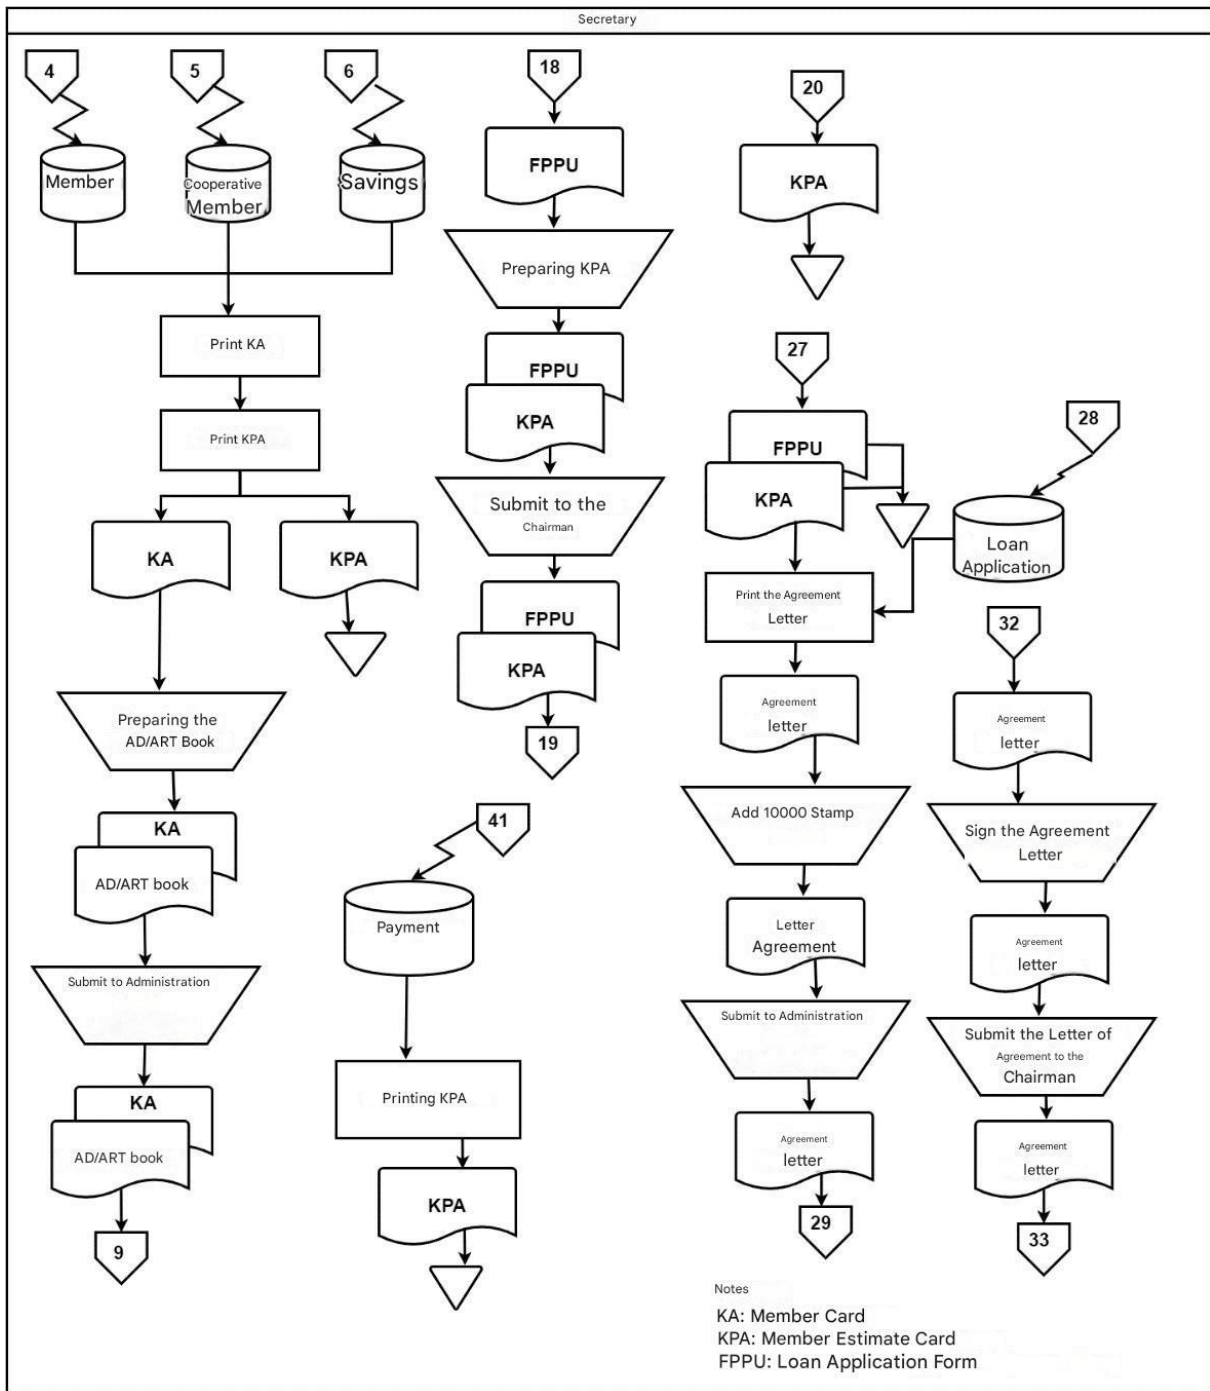 Secretary
4
5
6
18
20
Member
Cooperative
Member
Savings
FPPU
KPA
Preparing KPA
Print KA
27
FPPU
KPA
28
Print KPA
FPPU
KPA
Submit to the
Chairman
Loan
Application
KA
KPA
Print the Agreement
Letter
32
FPPU
KPA
Preparing the
AD/ART Book
19
Agreement
letter
Agreement
letter
41
Add 10000 Stamp
Sign the Agreement
Letter
KA
AD/ART book
Payment
Letter
Agreement
Agreement
letter
Submit to Administration
Submit to Administration
Submit the Letter of
Agreement to the
Chairman
Printing KPA
KA
AD/ART book
Agreement
letter
Agreement
letter
KPA
9
29
33
Notes
KA: Member Card
KPA: Member Estimate Card
FPPU: Loan Application Form